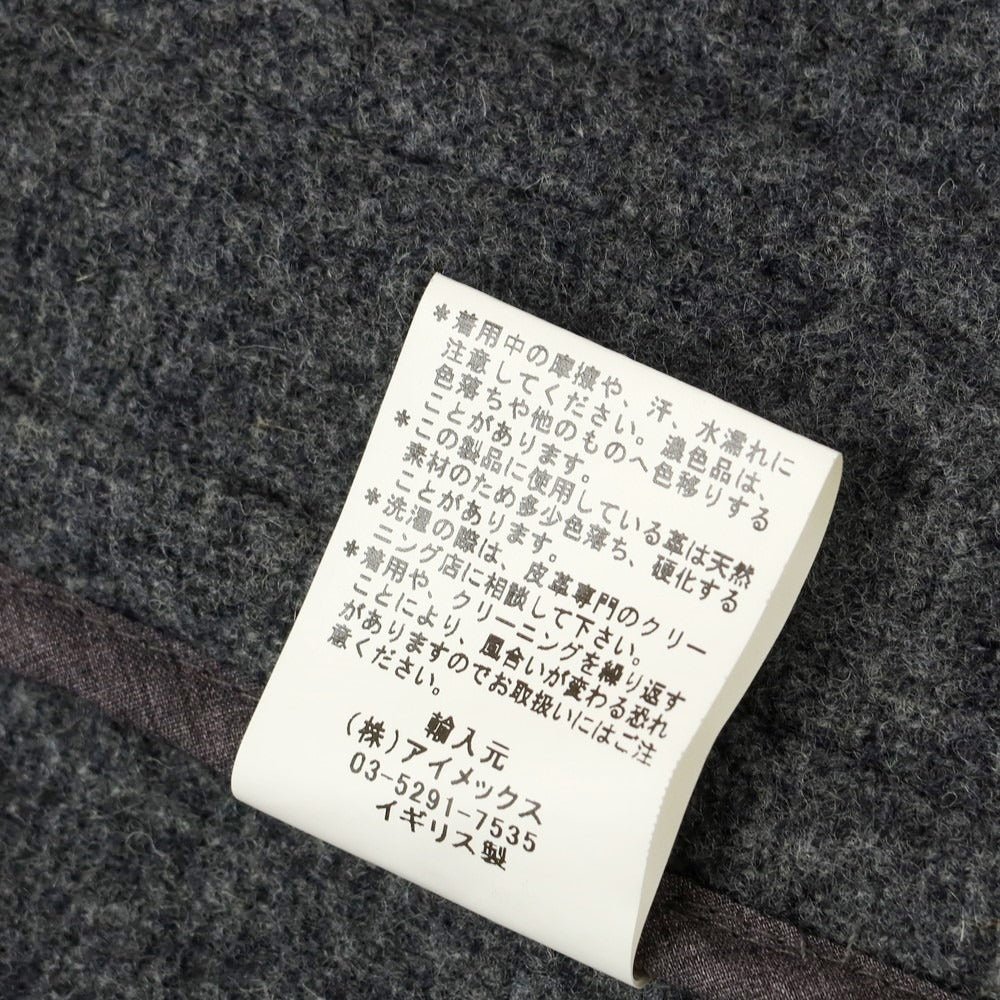 ＊着用中の摩擦や、汗、水濡れに
注意してください。濃色品は、
色落ちや他のものへ色移りする
ことがあります。
＊この製品に使用している革は天然
素材のため多少色落ち、硬化する
ことがあります。
＊洗濯の際は、皮革専門のクリー
ニング店に相談して下さい。
＊着用や、クリーニングを繰り返す
ことにより、風合いが変わる恐れ
がありますのでお取扱いにはご注
意ください。
輸入元
(株)アイメックス
03-5291-7535
イギリス製